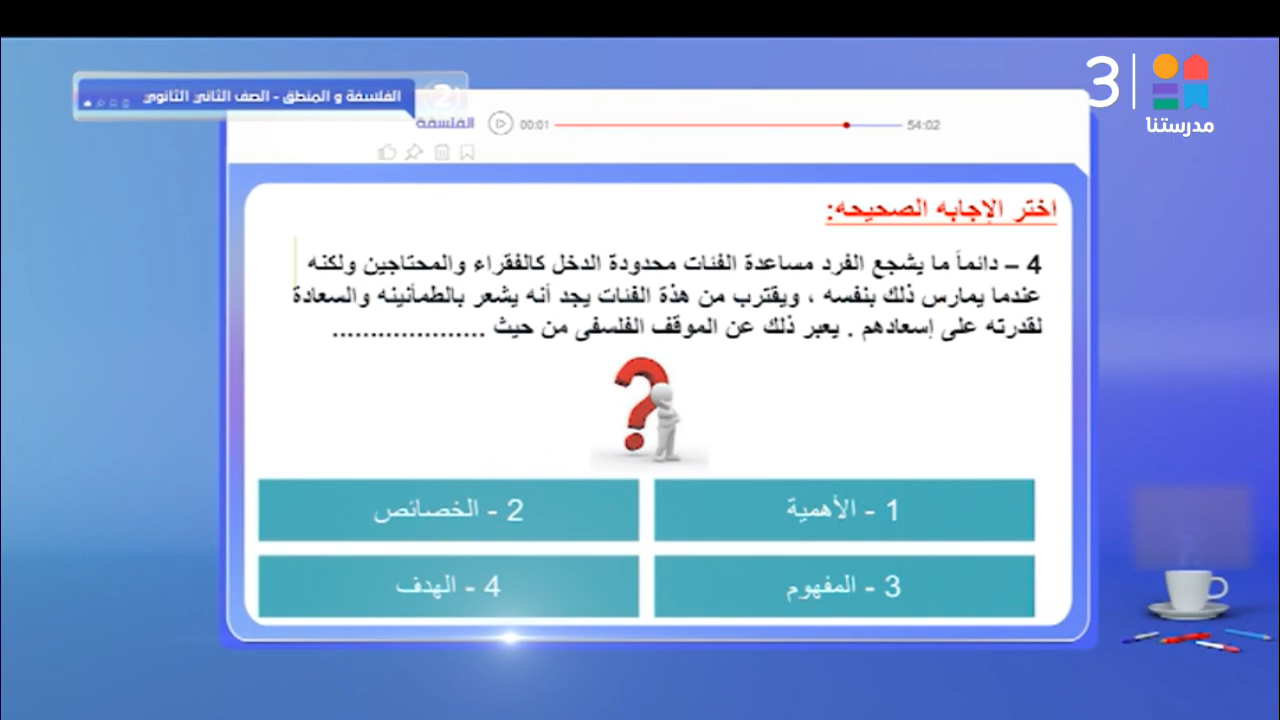 3
مدرستنا
الفلسفة و المنطق - الصف الثاني الثانوي
الفلسفة
00:01
54:02
اختر الإجابه الصحيحه:
4 – دائماً ما يشجع الفرد مساعدة الفئات محدودة الدخل كالفقراء والمحتاجين ولكنه
عندما يمارس ذلك بنفسه ، ويقترب من هذة الفئات يجد أنه يشعر بالطمأنينه والسعادة
لقدرته على إسعادهم . يعبر ذلك عن الموقف الفلسفى من حيث ....................
1 - الأهمية
2 - الخصائص
3 - المفهوم
4 - الهدف